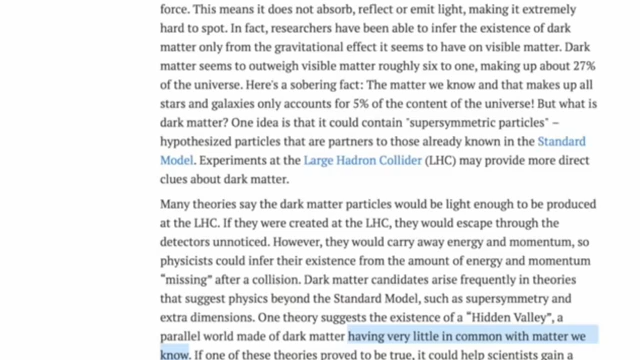 force. This means it does not absorb, reflect or emit light, making it extremely
hard to spot. In fact, researchers have been able to infer the existence of dark
matter only from the gravitational effect it seems to have on visible matter. Dark
matter seems to outweigh visible matter roughly six to one, making up about 27%
of the universe. Here's a sobering fact: The matter we know and that makes up all
stars and galaxies only accounts for 5% of the content of the universe! But what is
dark matter? One idea is that it could contain "supersymmetric particles" –
hypothesized particles that are partners to those already known in the Standard
Model. Experiments at the Large Hadron Collider (LHC) may provide more direct
clues about dark matter.
Many theories say the dark matter particles would be light enough to be produced
at the LHC. If they were created at the LHC, they would escape through the
detectors unnoticed. However, they would carry away energy and momentum, so
physicists could infer their existence from the amount of energy and momentum
“missing” after a collision. Dark matter candidates arise frequently in theories
that suggest physics beyond the Standard Model, such as supersymmetry and
extra dimensions. One theory suggests the existence of a “Hidden Valley”, a
parallel world made of dark matter having very little in common with matter we
know. If one of these theories proved to be true, it could help scientists gain a